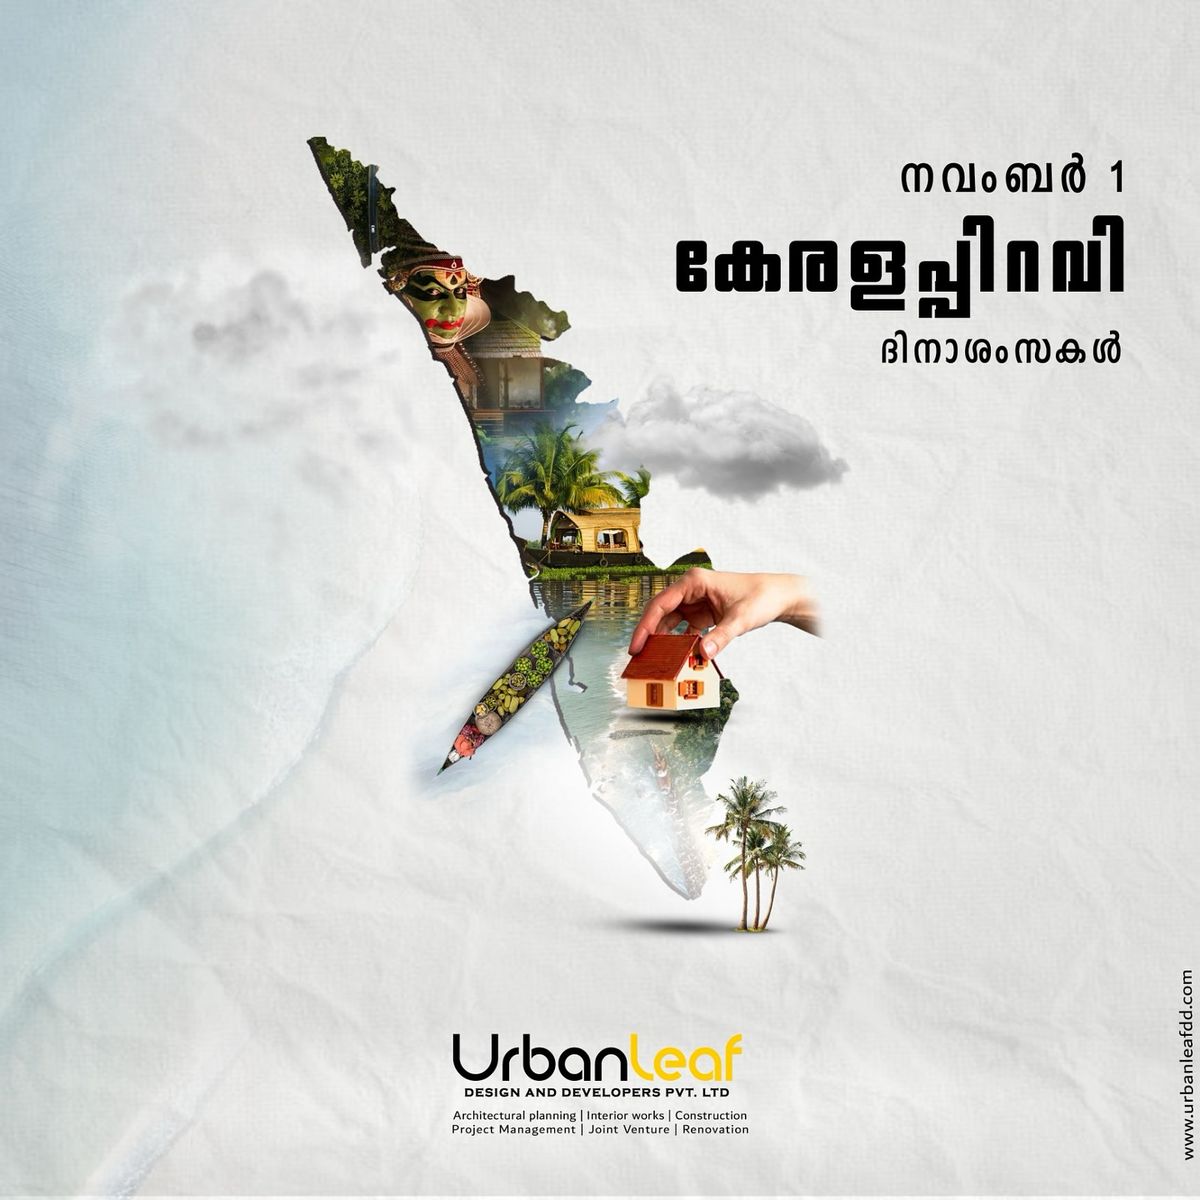 നവംബർ 1
കേരളപ്പിറവി
ദിനാശംസകൾ
UrbanLeaf
DESIGN AND DEVELOPERS PVT. LTD
Architectural planning | Interior works | Construction
Project Management | Joint Venture | Renovation
www.urbanleafdd.com